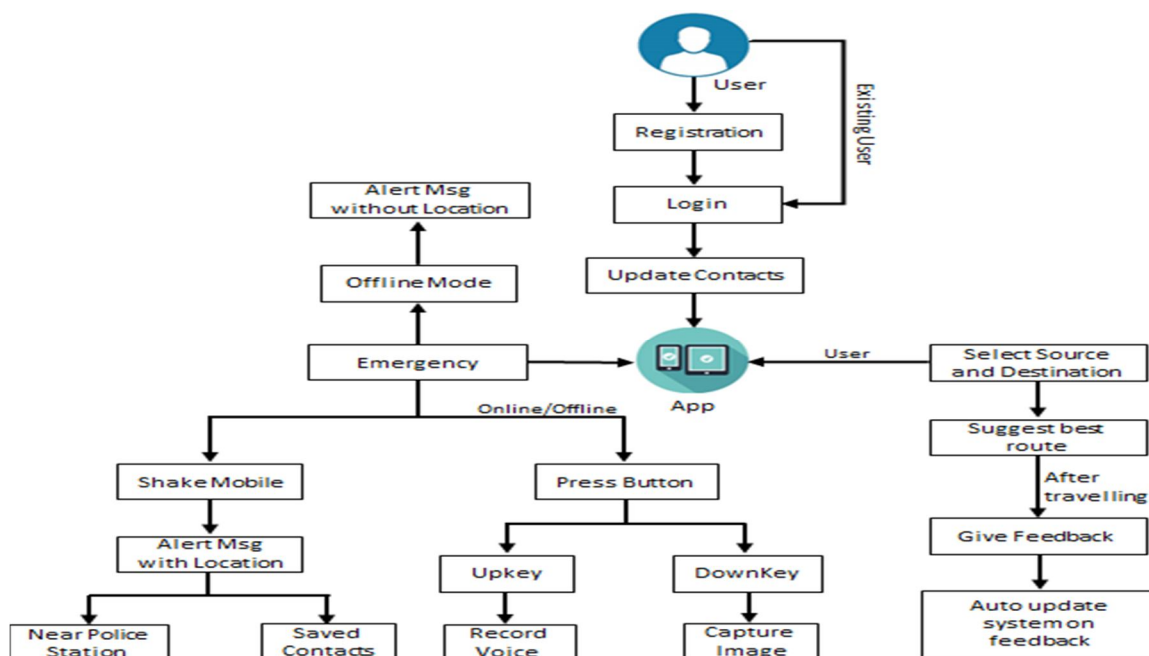 User
Existing User
Registration
Alert Msg
without Location
Login
Offline Mode
Update Contacts
Emergency
User
Select Source
and Destination
App
Online/Offline
Suggest best
route
Shake Mobile
Press Button
After
travelling
Alert Msg
with Location
Give Feedback
Upkey
DownKey
Near Police
Station
Saved
Contacts
Record
Voice
Capture
Image
Auto update
system on
feedback